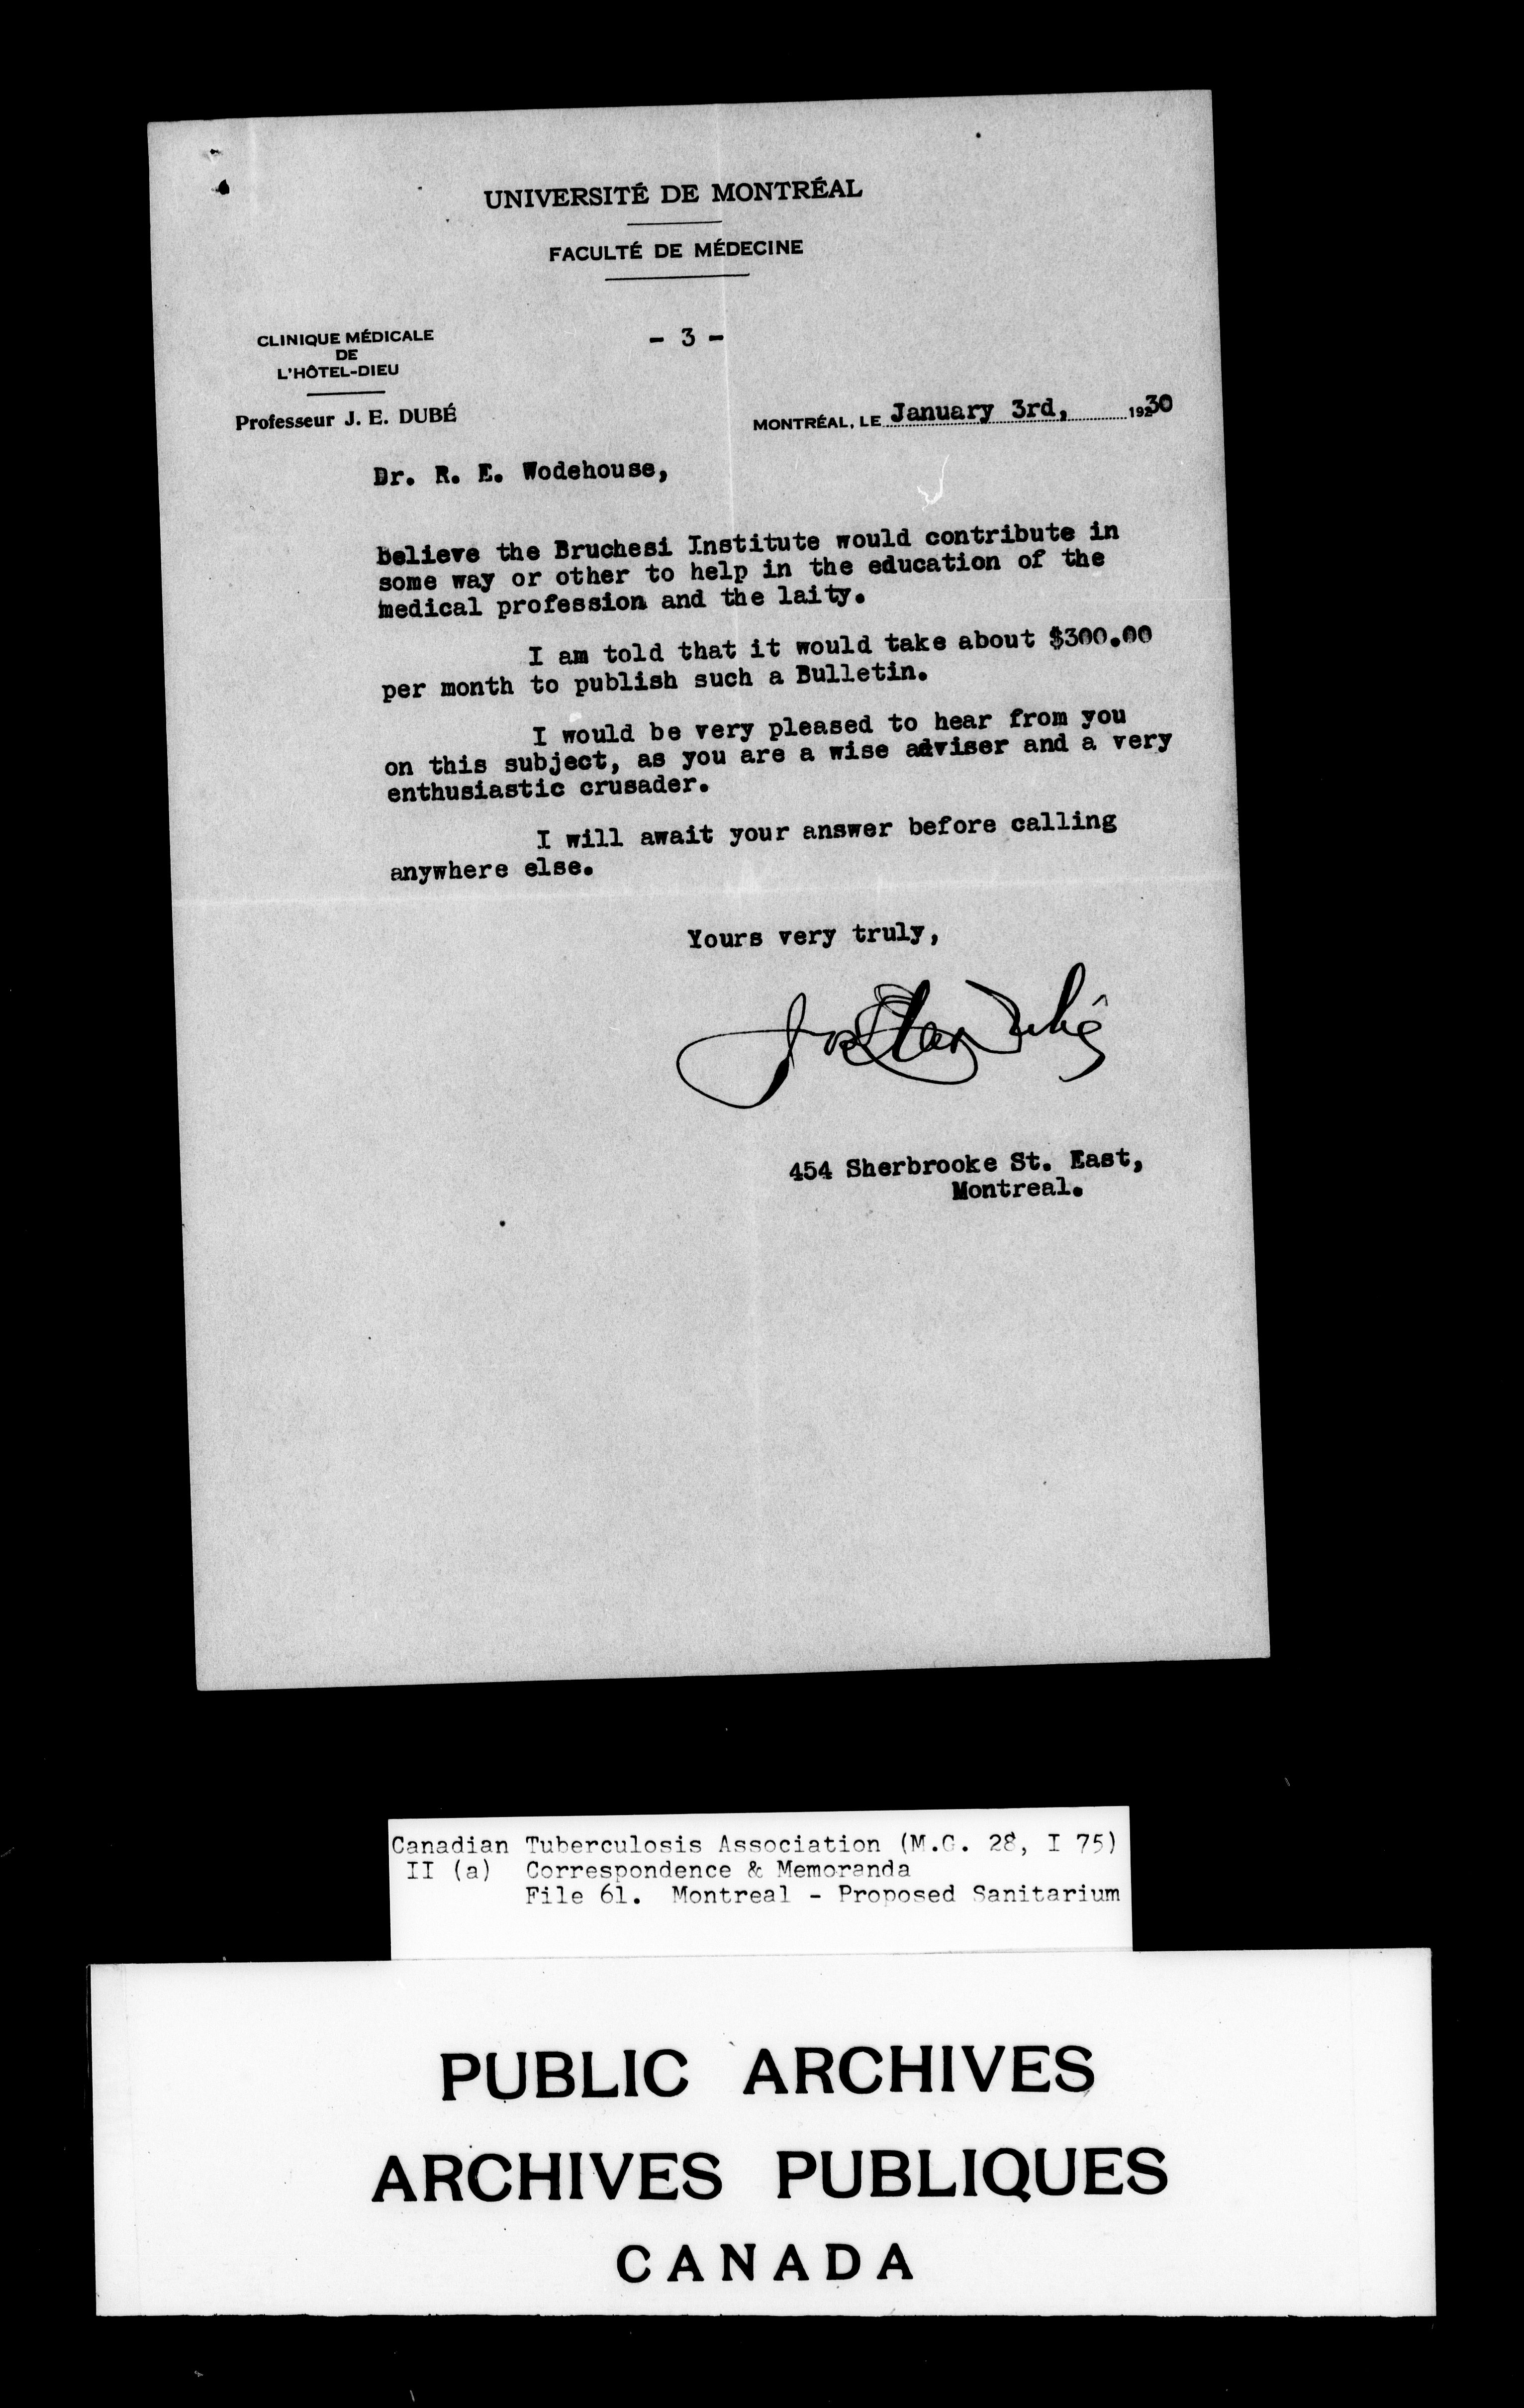 UNIVERSITÉ DE MONTRÉAL
FACULTÉ DE MÉDECINE
CLINIQUE MÉDICALE
DE
L'HÔTEL-DIEU
Professeur J. E. DUBÉ
- 3 -
MONTRÉAL, LE January 3rd, 19230
Dr. R. E. Wodehouse,
believe the Bruchesi Institute would contribute in
some way or other to help in the education of the
medical profession and the laity.
I am told that it would take about $300.00
per month to publish such a Bulletin.
I would be very pleased to hear from you
on this subject, as you are a wise adviser and a very
enthusiastic crusader.
I will await your answer before calling
anywhere else.
Yours very truly,
Dubé
454 Sherbrooke St. East,
Montreal.
Canadian Tuberculosis Association (M.G. 28, I 75)
II (a) Correspondence & Memoranda
File 61. Montreal - Proposed Sanitarium
PUBLIC ARCHIVES
ARCHIVES PUBLIQUES
CANADA